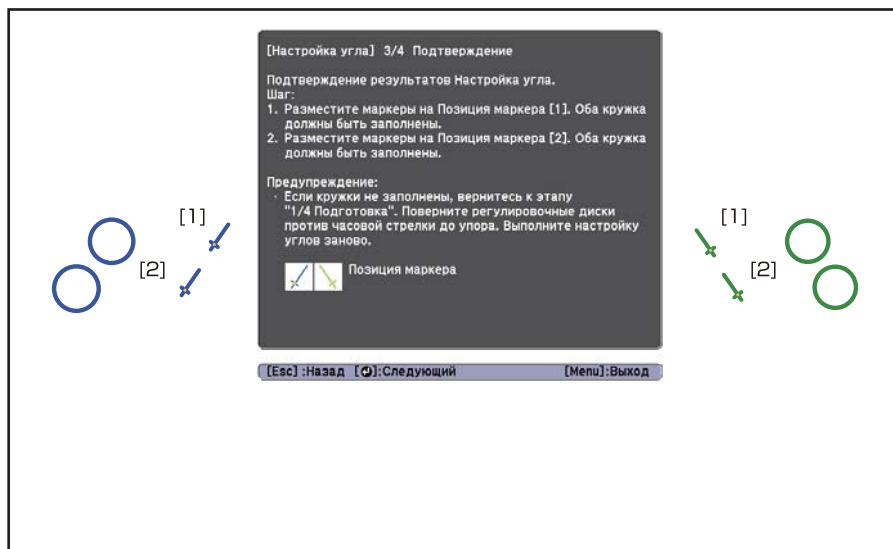 [Настройка угла] 3/4 Подтверждение
Подтверждение результатов Настройка угла.
Шаг:
1. Разместите маркеры на Позиция маркера [1]. Оба кружка
должны быть заполнены.
2. Разместите маркеры на Позиция маркера [2]. Оба кружка
должны быть заполнены.
Предупреждение:
· Если кружки не заполнены, вернитесь к этапу
"1/4 Подготовка". Поверните регулировочные диски
против часовой стрелки до упора. Выполните настройку
углов заново.
Позиция маркера
[1]
[2]
[1]
[2]
[Esc] :Назад [⏎]:Следующий [Menu]:Выход